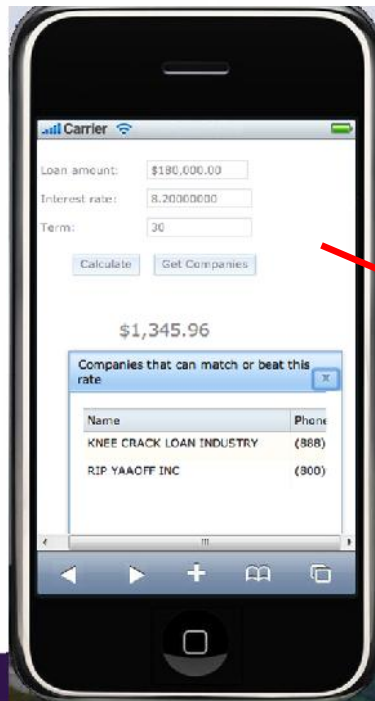 Carrier
Loan amount: $180,000.00
Interest rate: 8.20000000
Term: 30
Calculate Get Companies
$1,345.96
Companies that can match or beat this
rate x
Name Phone
KNEE CRACK LOAN INDUSTRY (888)
RIP YAAOFF INC (800)